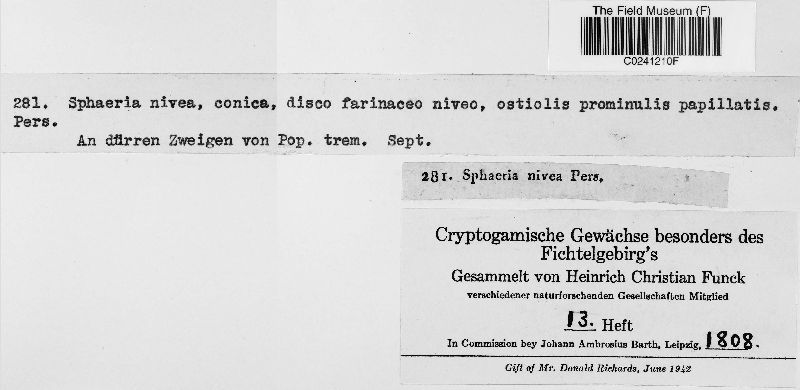 The Field Museum (F)
C0241210F
281. Sphaeria nivea, conica, disco farinaceo niveo, ostiolis prominulis papillatis.
Pers.
An dürren Zweigen von Pop. trem. Sept.
281. Sphaeria nivea Pers.
Cryptogamische Gewächse besonders des
Fichtelgebirg's
Gesammelt von Heinrich Christian Funck
verschiedener naturforschenden Gesellschaften Mitglied
13. Heft
In Commission bey Johann Ambrosius Barth, Leipzig, 1808.
Gift of Mr. Donald Richards, June 1942